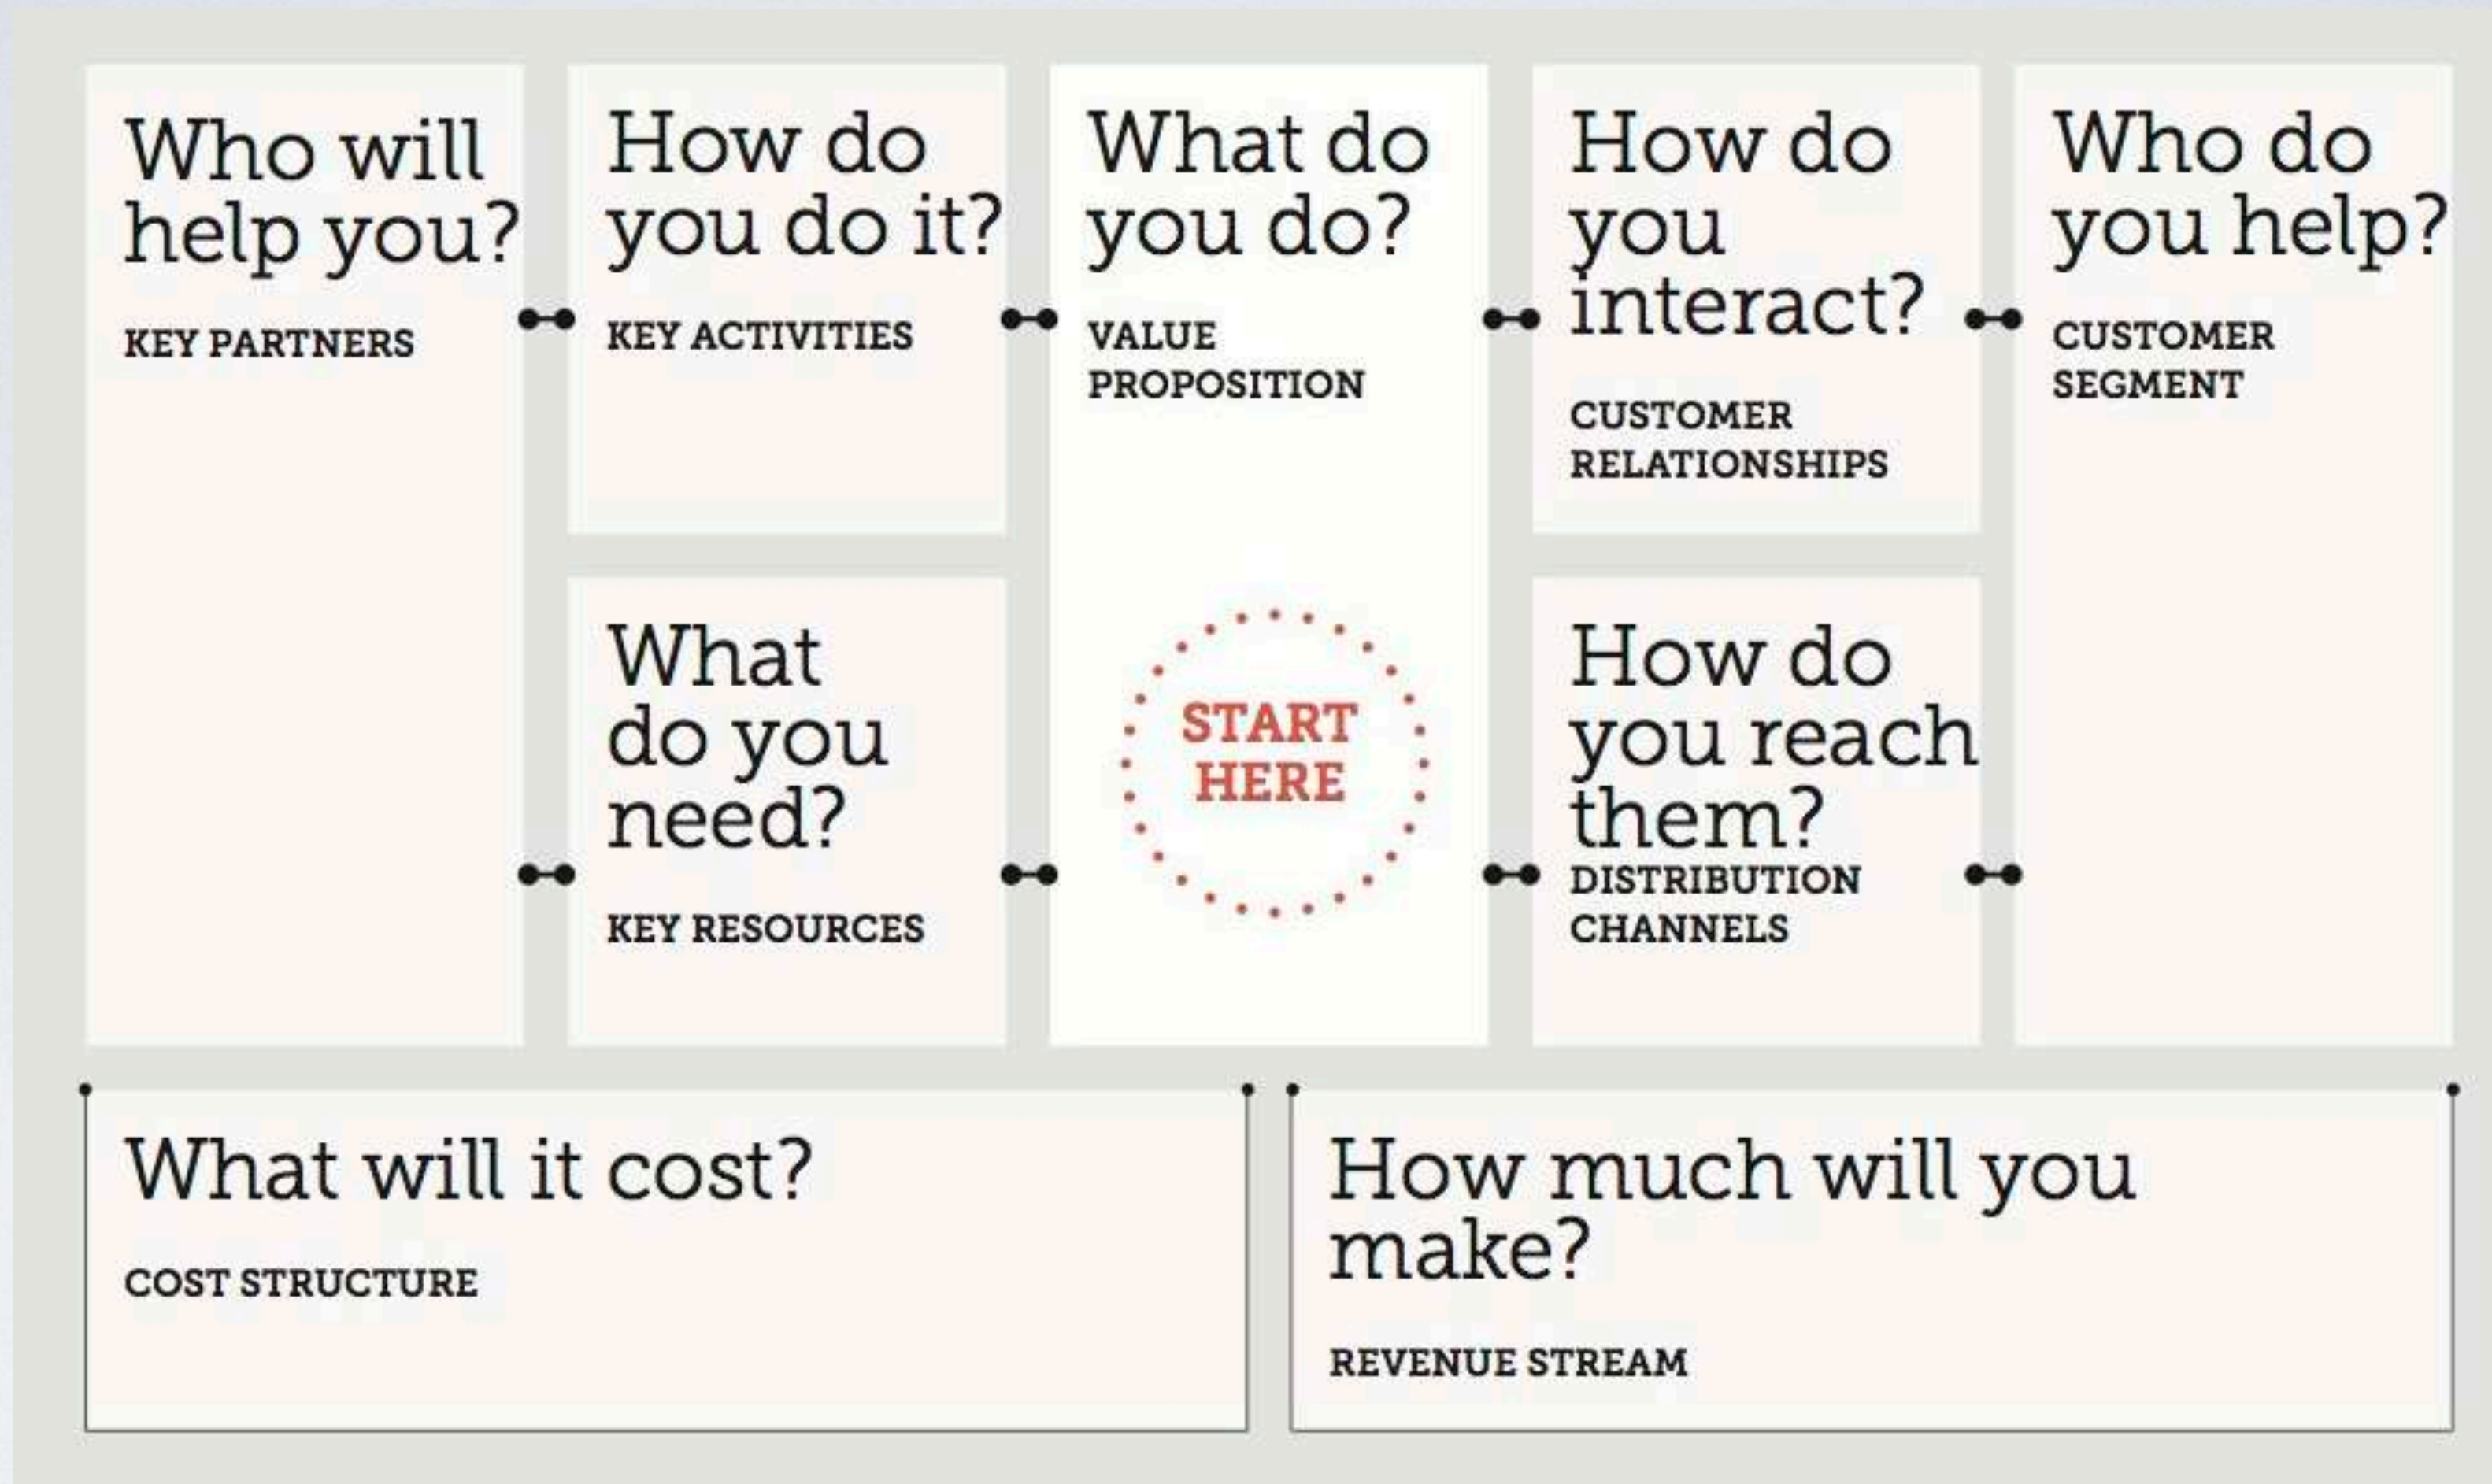 Who will
help you?
KEY PARTNERS
How do
you do it?
KEY ACTIVITIES
What
do you
need?
KEY RESOURCES
What do
you do?
VALUE
PROPOSITION
START
HERE
How do
you
interact?
CUSTOMER
RELATIONSHIPS
How do
you reach
them?
DISTRIBUTION
CHANNELS
Who do
you help?
CUSTOMER
SEGMENT
What will it cost?
COST STRUCTURE
How much will you
make?
REVENUE STREAM